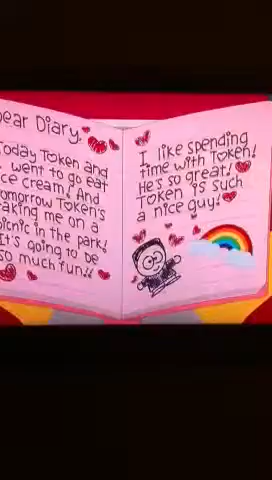 ear Diary,
oday Token and
went to go eat
ce cream! And
omorrow Token's
aking me on a
icnic in the park!
It's going to be
so much fun!!
I like spending
time with Token!
He's so great!
Token is such
a nice guy!